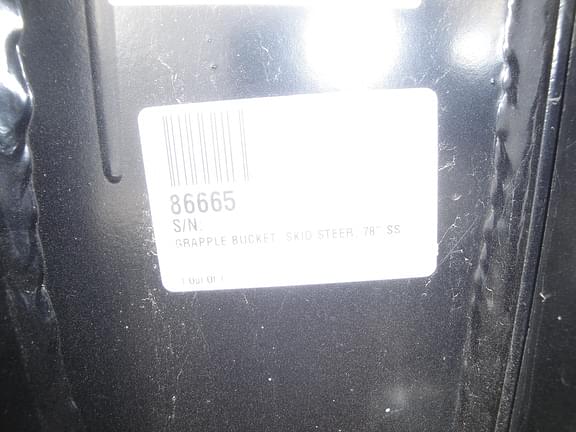 86665
S/N:
GRAPPLE BUCKET, SKID STEER, 78" SS